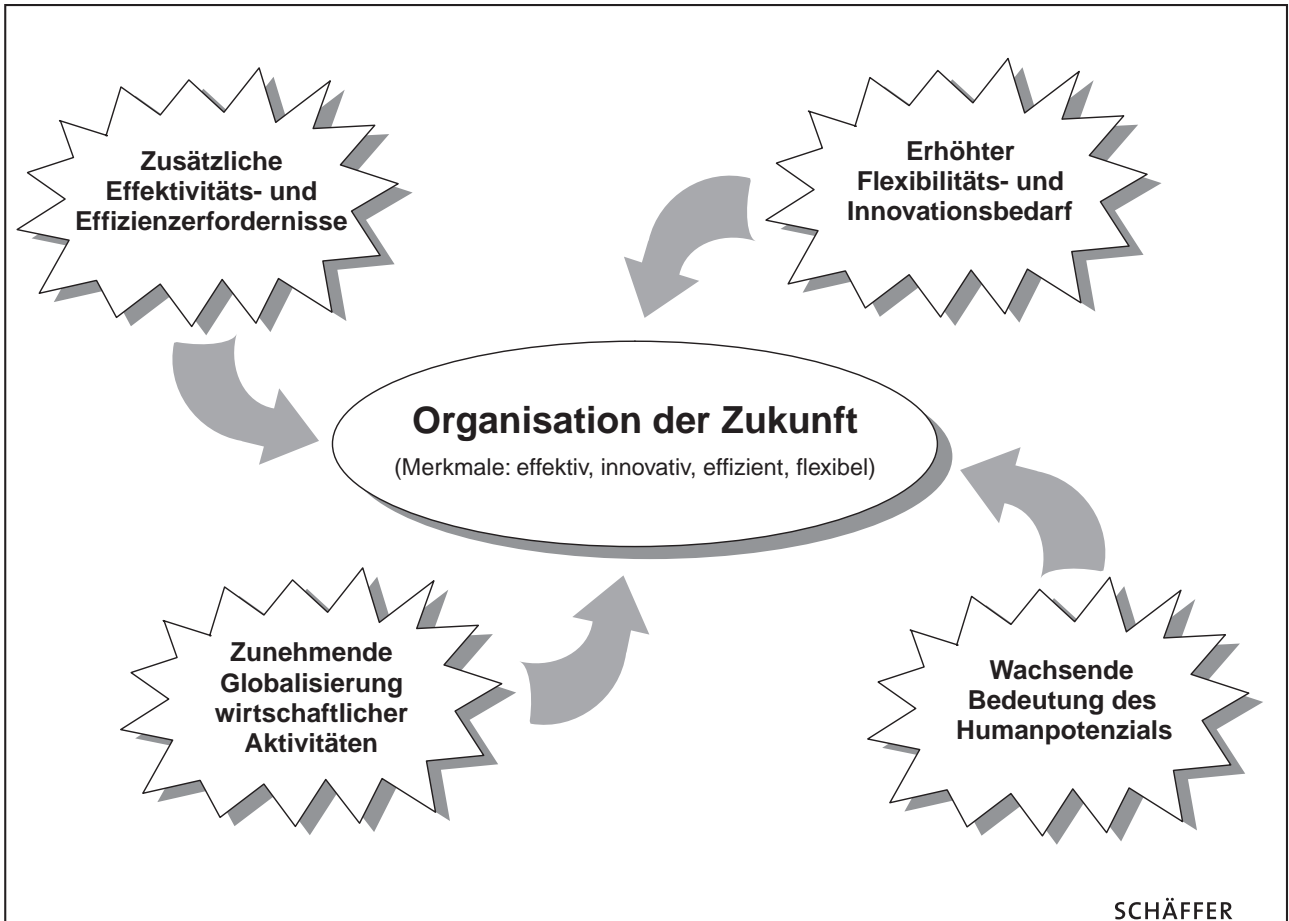 Zusätzliche
Effektivitäts- und
Effizienzerfordernisse
Erhöhter
Flexibilitäts- und
Innovationsbedarf
Organisation der Zukunft
(Merkmale: effektiv, innovativ, effizient, flexibel)
Zunehmende
Globalisierung
wirtschaftlicher
Aktivitäten
Wachsende
Bedeutung des
Humanpotenzials
SCHÄFFER